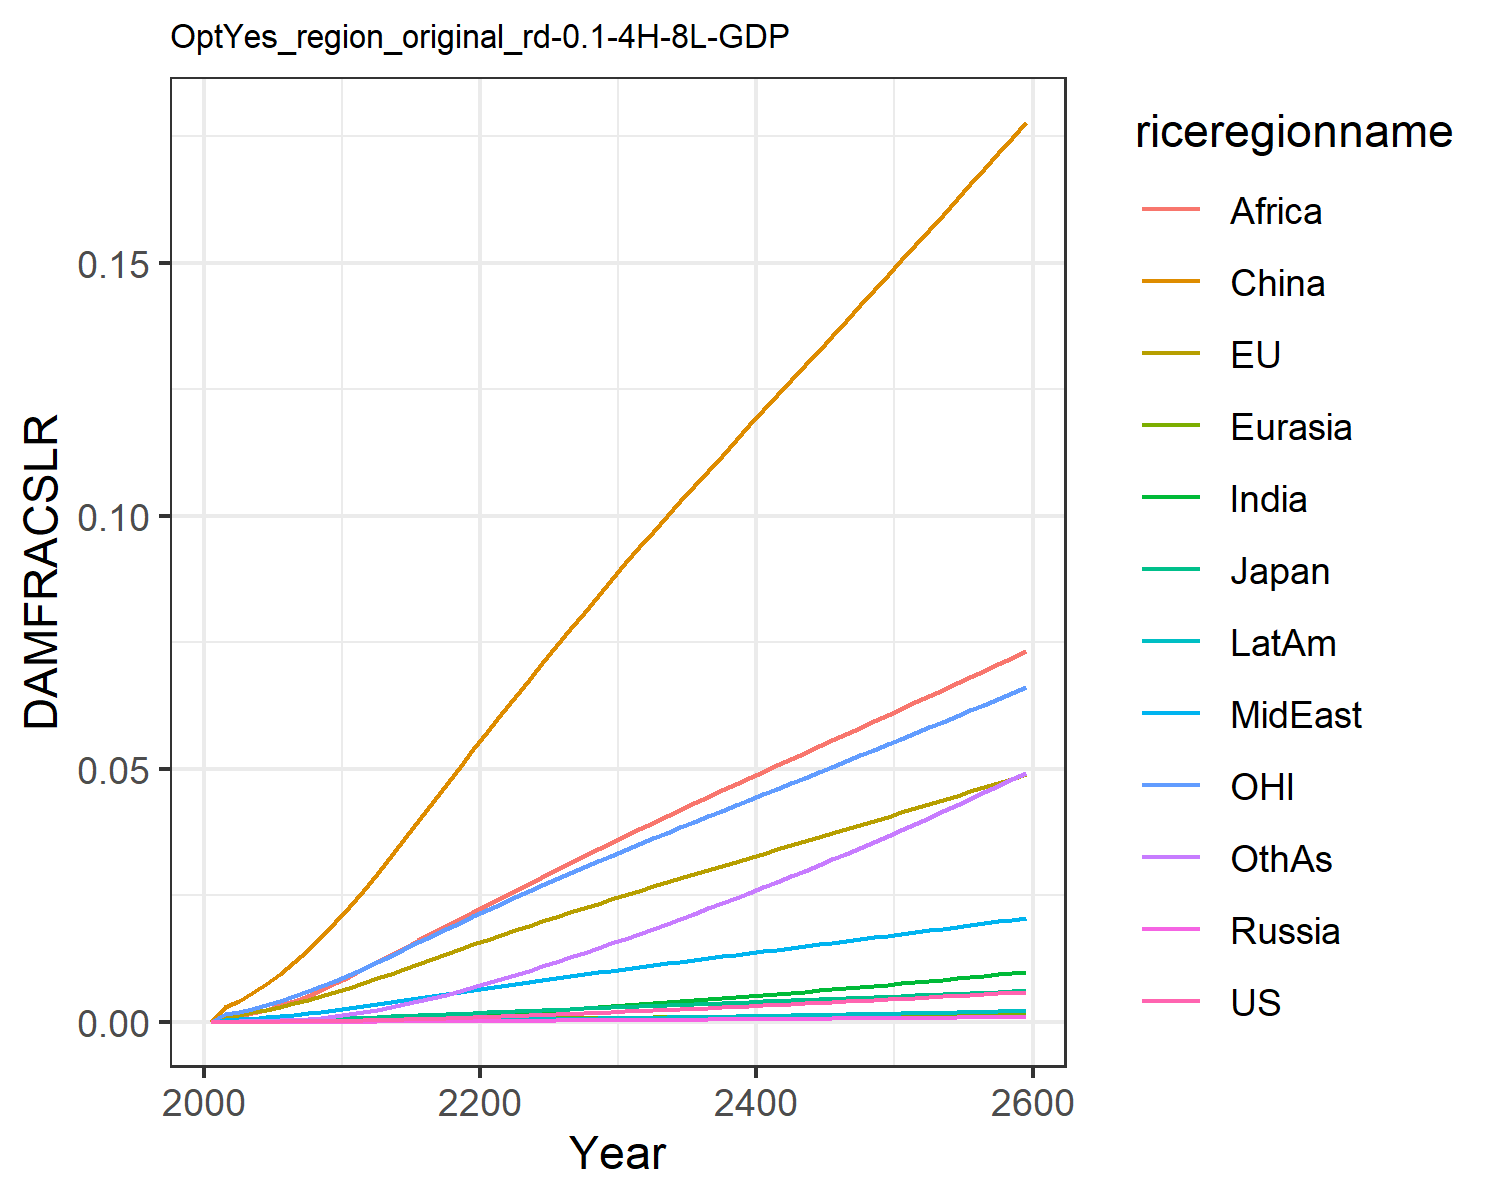 OptYes_region_original_rd-0.1-4H-8L-GDP
DAMFRACSLR
0.15
0.10
0.05
0.00
2000 2200 2400 2600
Year
riceregionname
Africa
China
EU
Eurasia
India
Japan
LatAm
MidEast
OHI
OthAs
Russia
US